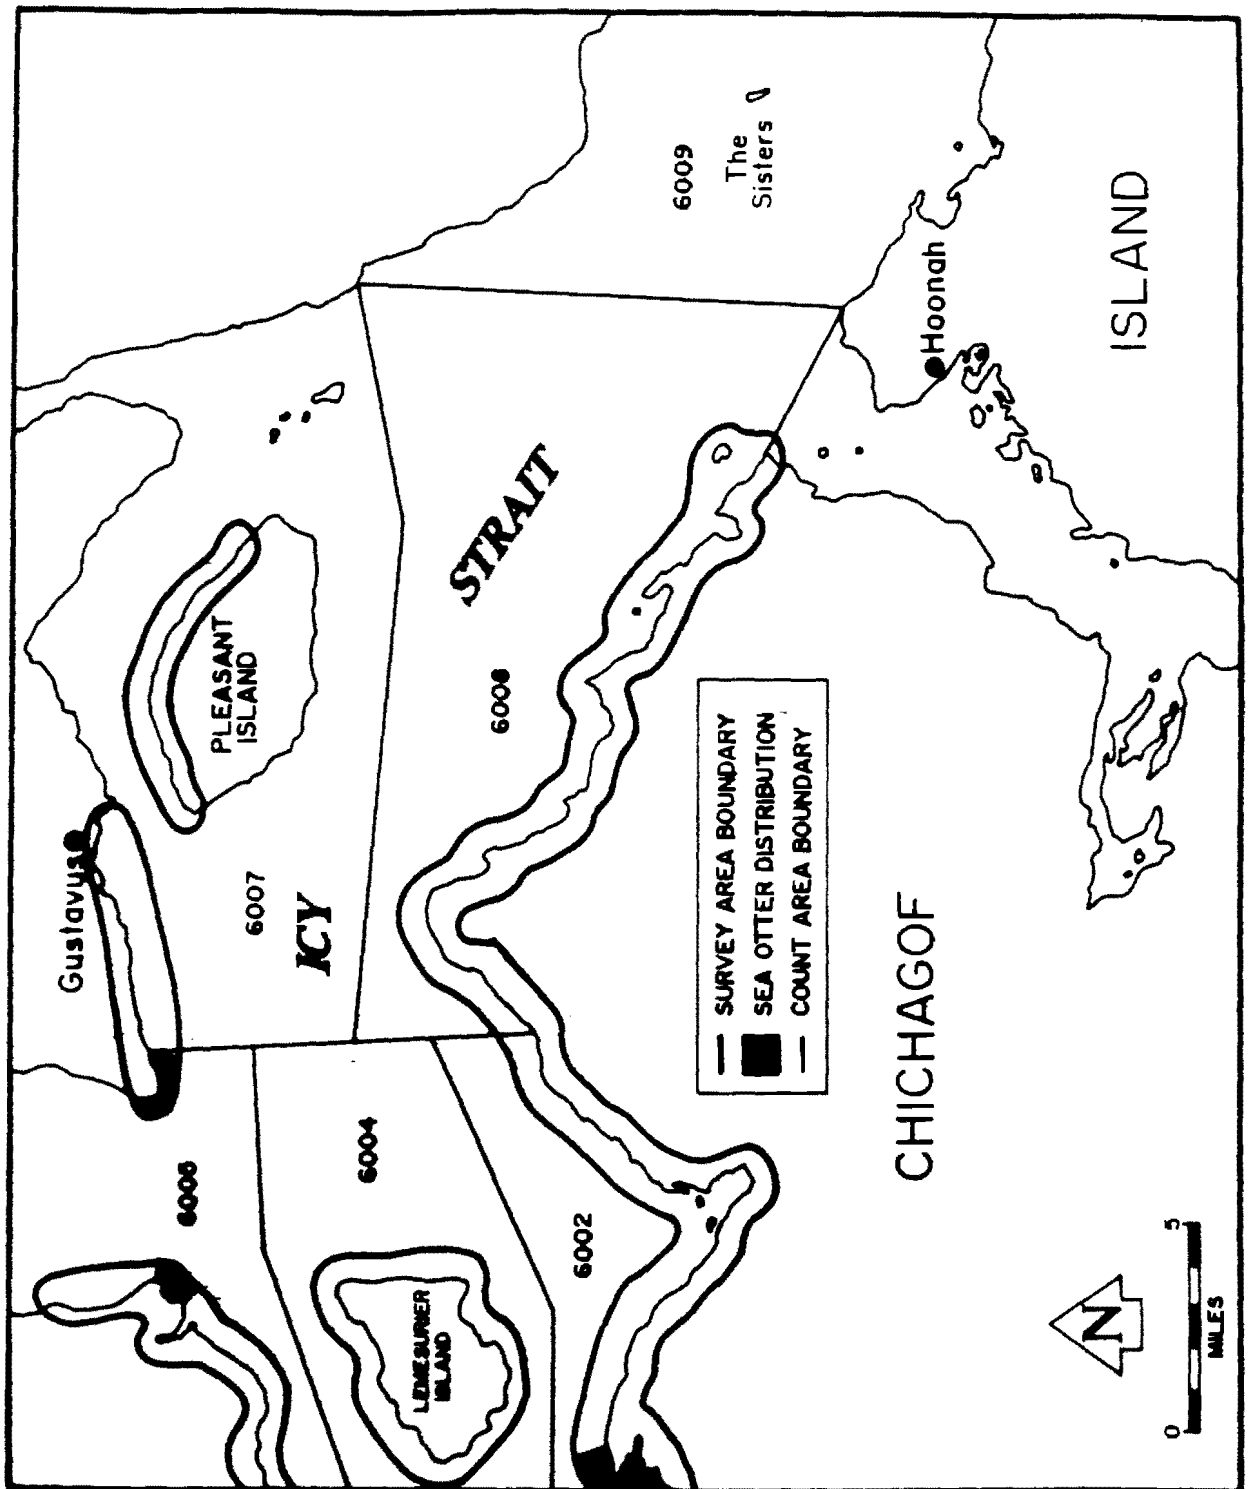 Gustavus
PLEASANT
ISLAND
6007
ICY
STRAIT
6009
The
Sisters
6005
6004
6008
LEMESURIER
ISLAND
6002
SURVEY AREA BOUNDARY
SEA OTTER DISTRIBUTION
COUNT AREA BOUNDARY
Hoonah
CHICHAGOF
ISLAND
N
0 5
MILES